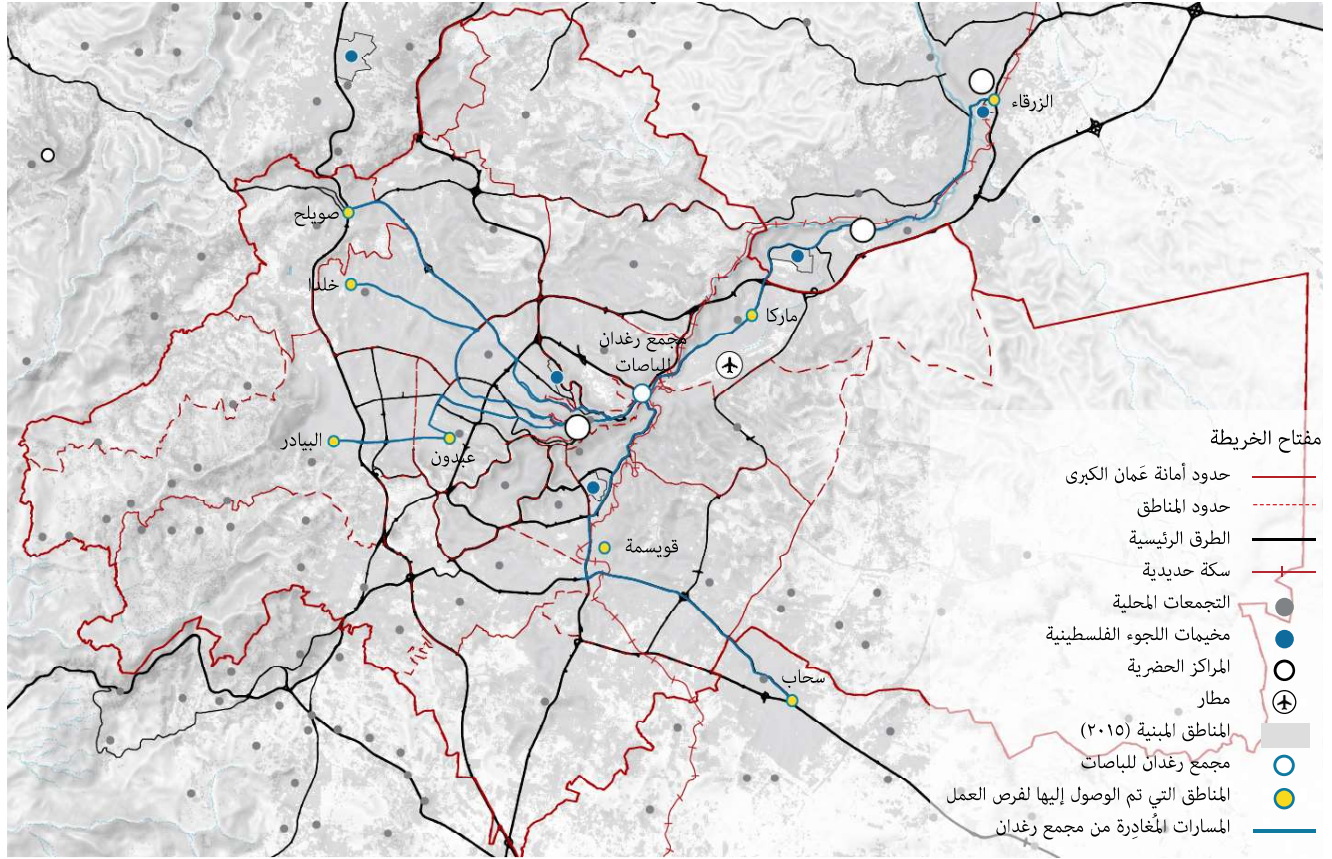 الزرقاء
صويلح
خلدا
ماركا
مجمع رغدان
للباصات
البيادر
عبدون
قويسمة
سحاب
مفتاح الخريطة
حدود أمانة عَمان الكبرى
حدود المناطق
الطرق الرئيسية
سكة حديدية
التجمعات المحلية
مخيمات اللجوء الفلسطينية
المراكز الحضرية
مطار
المناطق المبنية (٢٠١٥)
مجمع رغدان للباصات
المناطق التي تم الوصول إليها لفرص العمل
المسارات المُغادِرة من مجمع رغدان